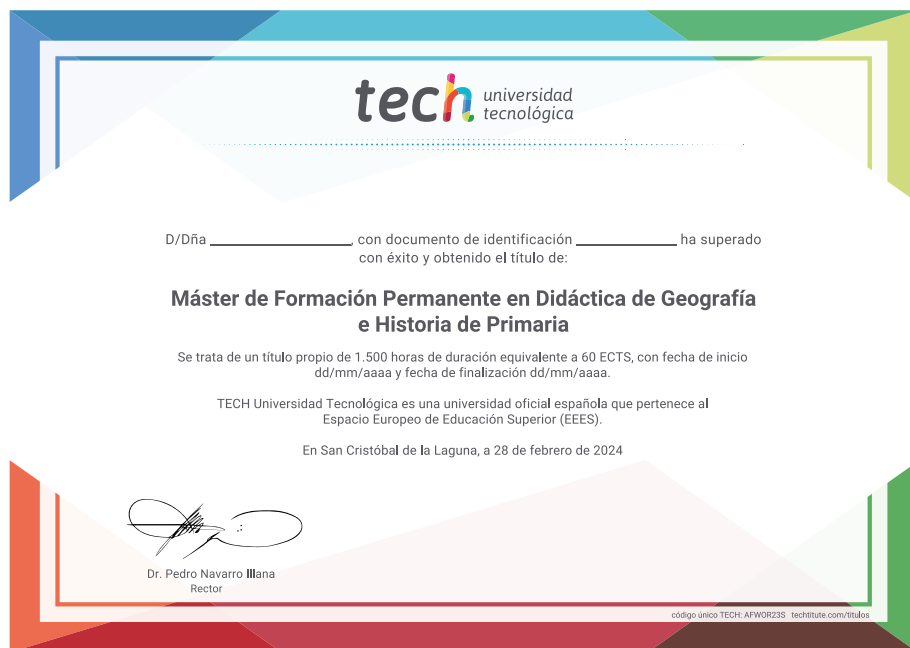 tech universidad
tecnológica
D/Dña ____________________, con documento de identificación ______________ ha superado
con éxito y obtenido el título de:
Máster de Formación Permanente en Didáctica de Geografía
e Historia de Primaria
Se trata de un título propio de 1.500 horas de duración equivalente a 60 ECTS, con fecha de inicio
dd/mm/aaaa y fecha de finalización dd/mm/aaaa.
TECH Universidad Tecnológica es una universidad oficial española que pertenece al
Espacio Europeo de Educación Superior (EEES).
En San Cristóbal de la Laguna, a 28 de febrero de 2024
Dr. Pedro Navarro Illana
Rector
código único TECH: AFWOR23S techtitute.com/titulos